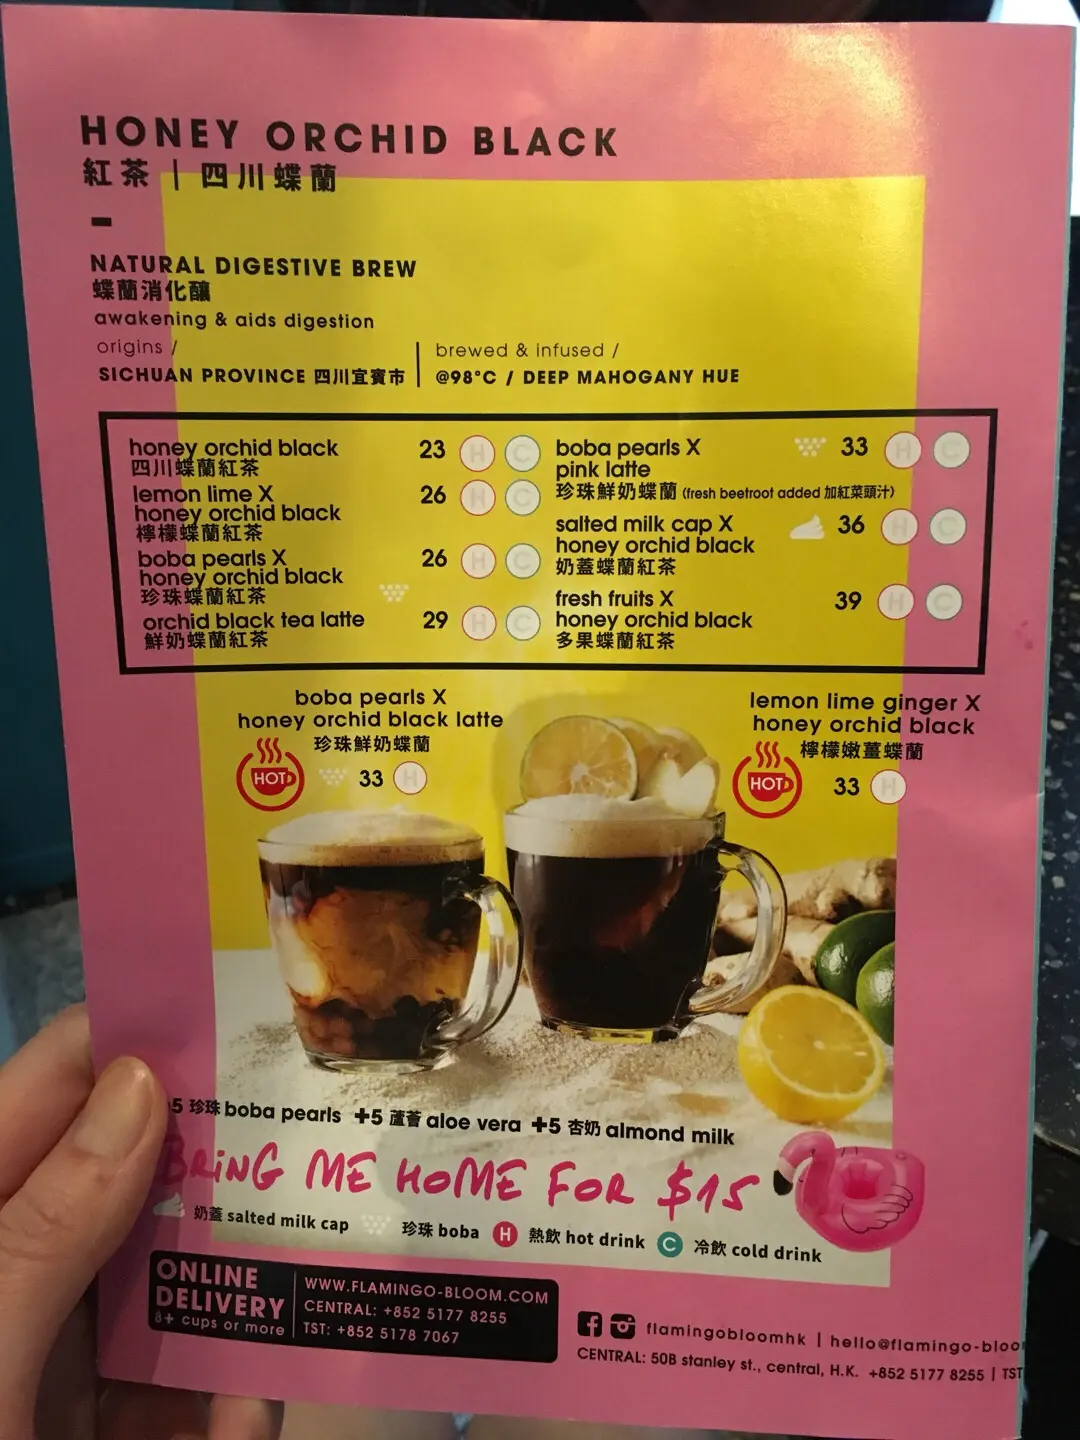 HONEY ORCHID BLACK
紅茶 | 四川蝶蘭
NATURAL DIGESTIVE BREW
蝶蘭消化釀
awakening & aids digestion
origins /
SICHUAN PROVINCE 四川宜賓市
brewed & infused /
@98°C / DEEP MAHOGANY HUE
honey orchid black 23 H C
四川蝶蘭紅茶
lemon lime X 26 H C
honey orchid black
檸檬蝶蘭紅茶
boba pearls X 26 H C
honey orchid black
珍珠蝶蘭紅茶
orchid black tea latte 29 H C
鮮奶蝶蘭紅茶
boba pearls X 33 H C
pink latte
珍珠鮮奶蝶蘭 (fresh beetroot added 加紅菜頭汁)
salted milk cap X 36 H C
honey orchid black
奶蓋蝶蘭紅茶
fresh fruits X 39 H C
honey orchid black
多果蝶蘭紅茶
boba pearls X
honey orchid black latte
珍珠鮮奶蝶蘭
HOT 33 H
lemon lime ginger X
honey orchid black
檸檬嫩薑蝶蘭
HOT 33 H
5 珍珠 boba pearls +5 蘆薈 aloe vera +5 杏奶 almond milk
BRING ME HOME FOR $15
奶蓋 salted milk cap 珍珠 boba H 熱飲 hot drink C 冷飲 cold drink
ONLINE
DELIVERY
8+ cups or more
WWW.FLAMINGO-BLOOM.COM
CENTRAL: +852 5177 8255
TST: +852 5178 7067
flamingobloomhk | hello@flamingo-bloo
CENTRAL: 50B stanley st., central, H.K. +852 5177 8255 | TST